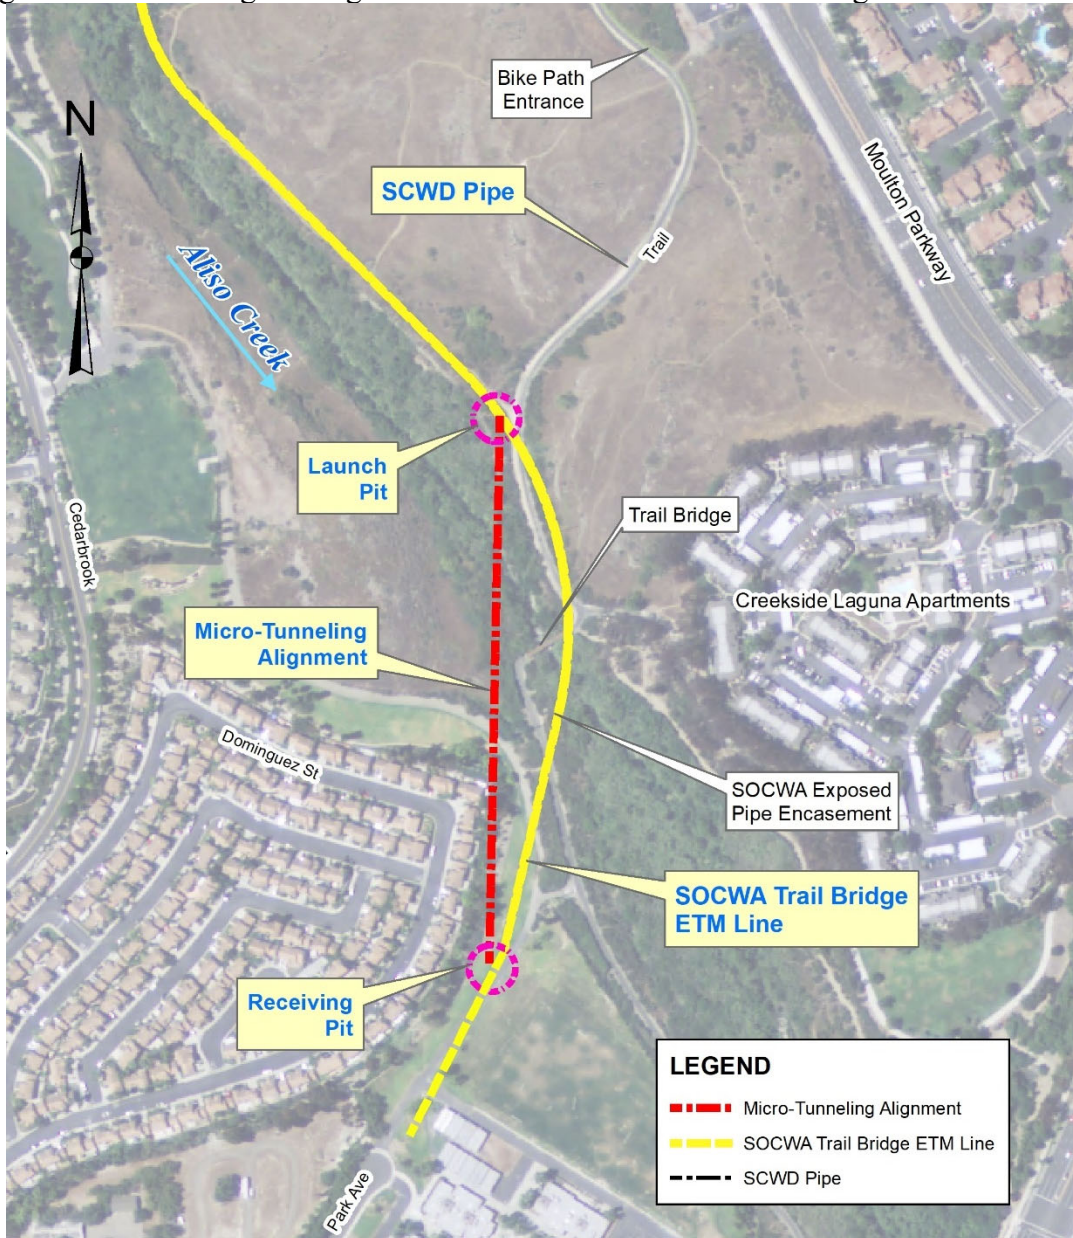 Bike Path
Entrance
N
SCWD Pipe
Moulton Parkway
Trail
Aliso Creek
Launch
Pit
Cedarbrook
Trail Bridge
Creekside Laguna Apartments
Micro-Tunneling
Alignment
Dominguez St
SOCWA Exposed
Pipe Encasement
SOCWA Trail Bridge
ETM Line
Receiving
Pit
LEGEND
Micro-Tunneling Alignment
SOCWA Trail Bridge ETM Line
SCWD Pipe
Park Ave